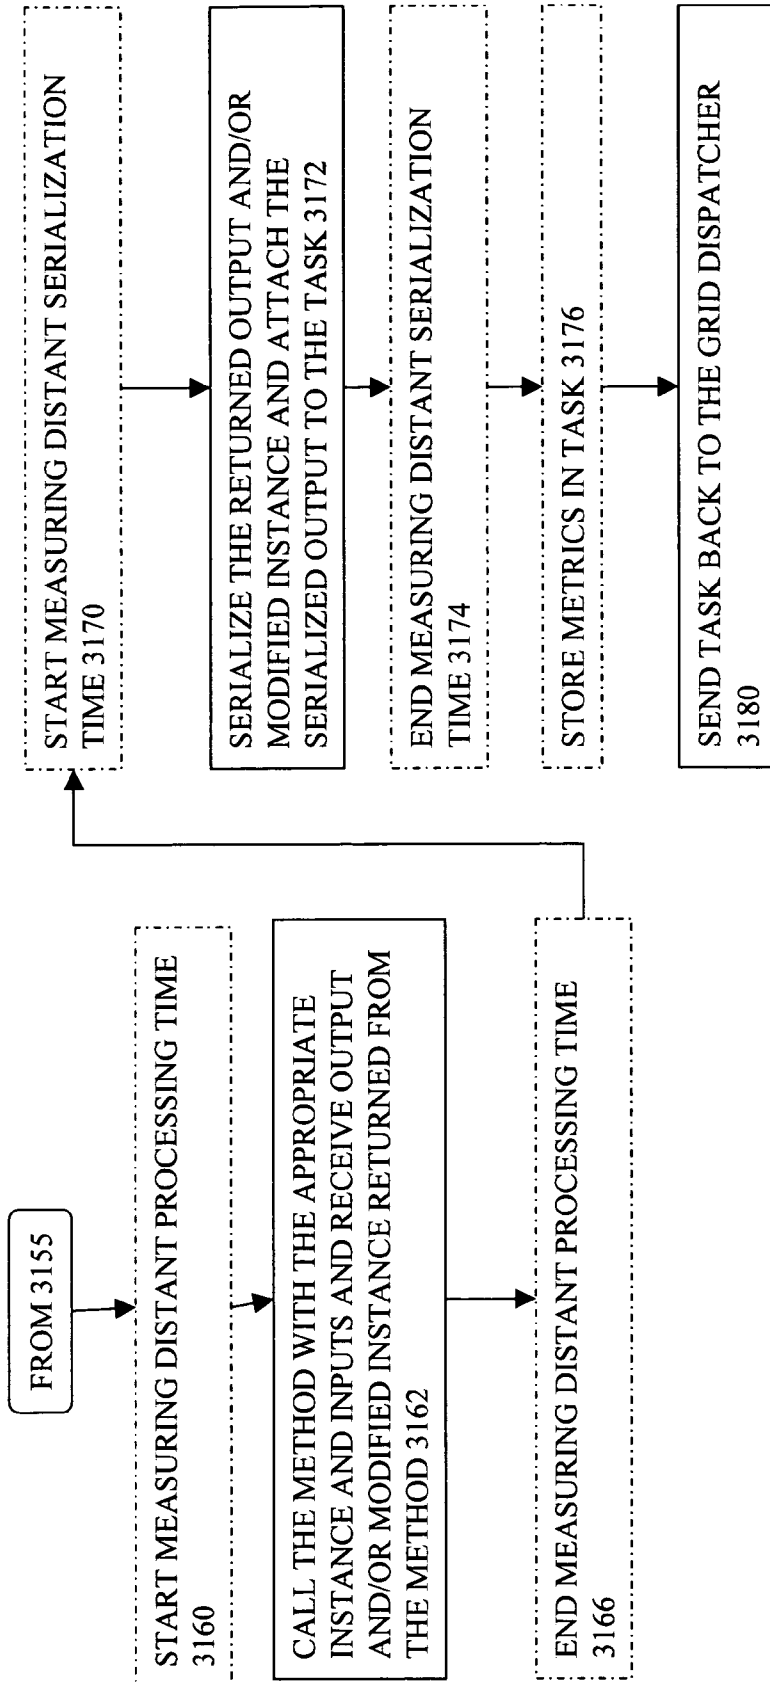 FROM 3155
START MEASURING DISTANT PROCESSING TIME
3160
CALL THE METHOD WITH THE APPROPRIATE
INSTANCE AND INPUTS AND RECEIVE OUTPUT
AND/OR MODIFIED INSTANCE RETURNED FROM
THE METHOD 3162
END MEASURING DISTANT PROCESSING TIME
3166
START MEASURING DISTANT SERIALIZATION
TIME 3170
SERIALIZE THE RETURNED OUTPUT AND/OR
MODIFIED INSTANCE AND ATTACH THE
SERIALIZED OUTPUT TO THE TASK 3172
END MEASURING DISTANT SERIALIZATION
TIME 3174
STORE METRICS IN TASK 3176
SEND TASK BACK TO THE GRID DISPATCHER
3180